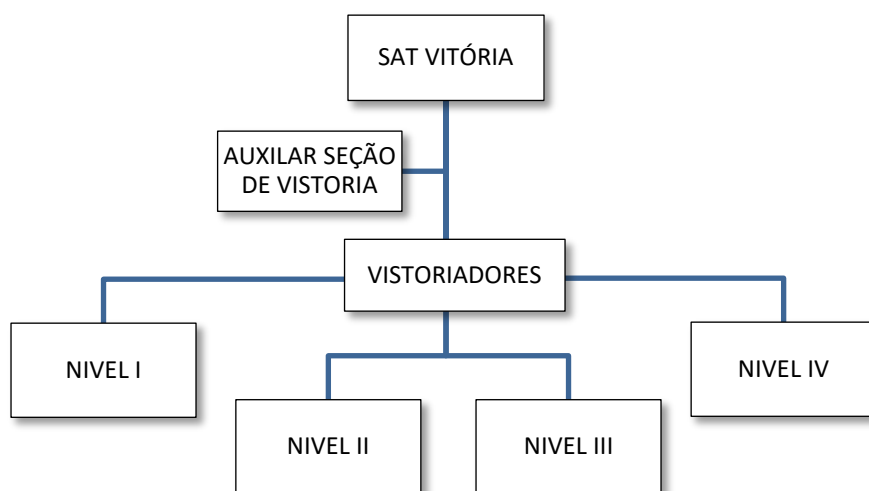 SAT VITÓRIA
AUXILAR SEÇÃO
DE VISTORIA
VISTORIADORES
NIVEL I
NIVEL II
NIVEL III
NIVEL IV